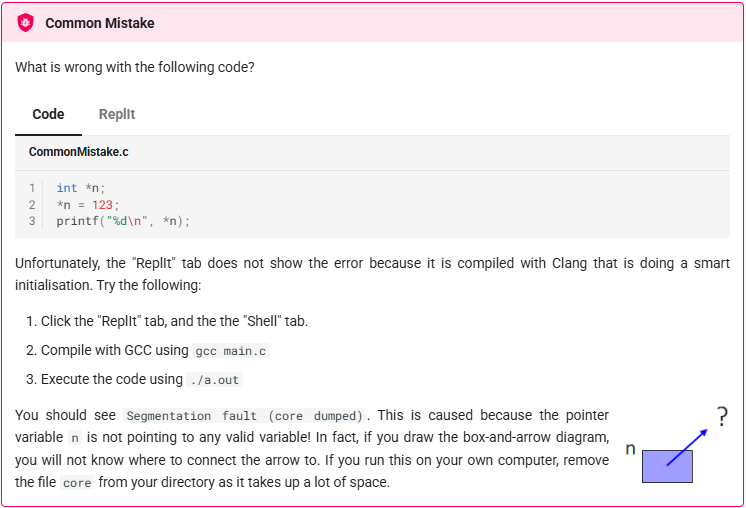 Common Mistake
What is wrong with the following code?
Code ReplIt
CommonMistake.c
1 int *n;
2 *n = 123;
3 printf("%d\n", *n);
Unfortunately, the "ReplIt" tab does not show the error because it is compiled with Clang that is doing a smart
initialisation. Try the following:
1. Click the "ReplIt" tab, and the the "Shell" tab.
2. Compile with GCC using gcc main.c
3. Execute the code using ./a.out
You should see Segmentation fault (core dumped). This is caused because the pointer
variable n is not pointing to any valid variable! In fact, if you draw the box-and-arrow diagram,
you will not know where to connect the arrow to. If you run this on your own computer, remove
the file core from your directory as it takes up a lot of space.
?
n